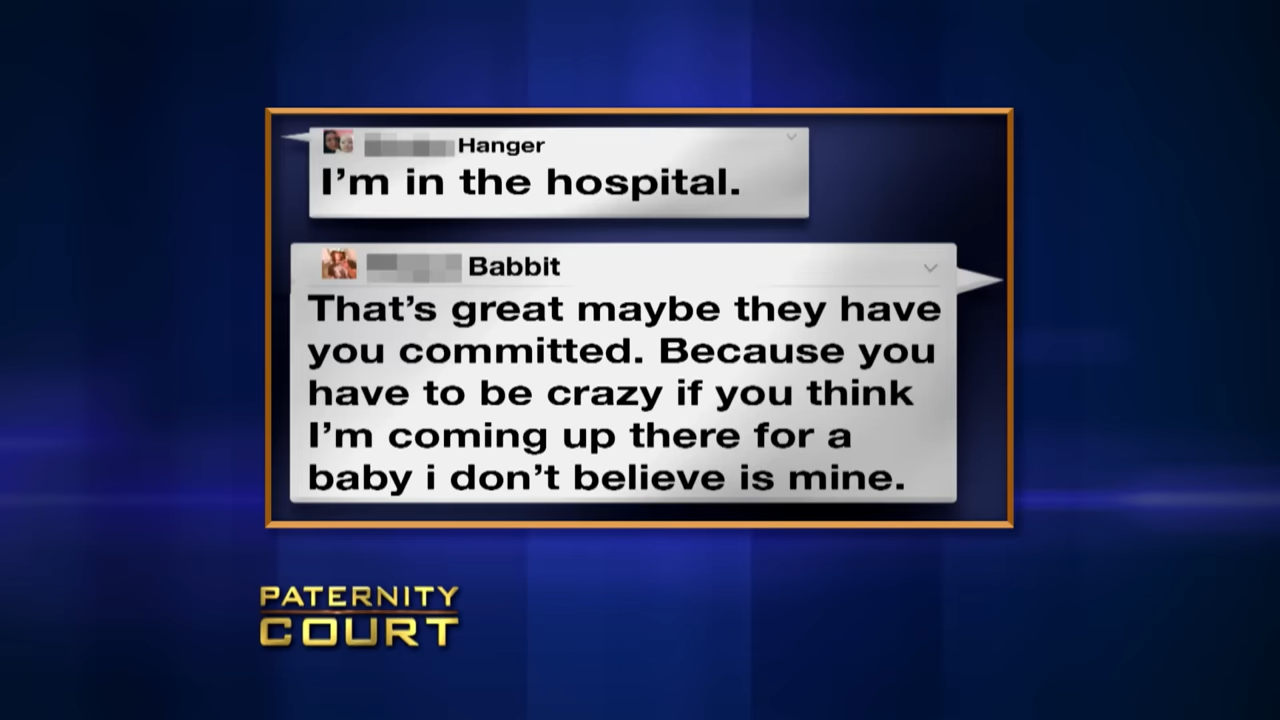 Hanger
I'm in the hospital.
Babbit
That's great maybe they have
you committed. Because you
have to be crazy if you think
I'm coming up there for a
baby i don't believe is mine.
PATERNITY
COURT